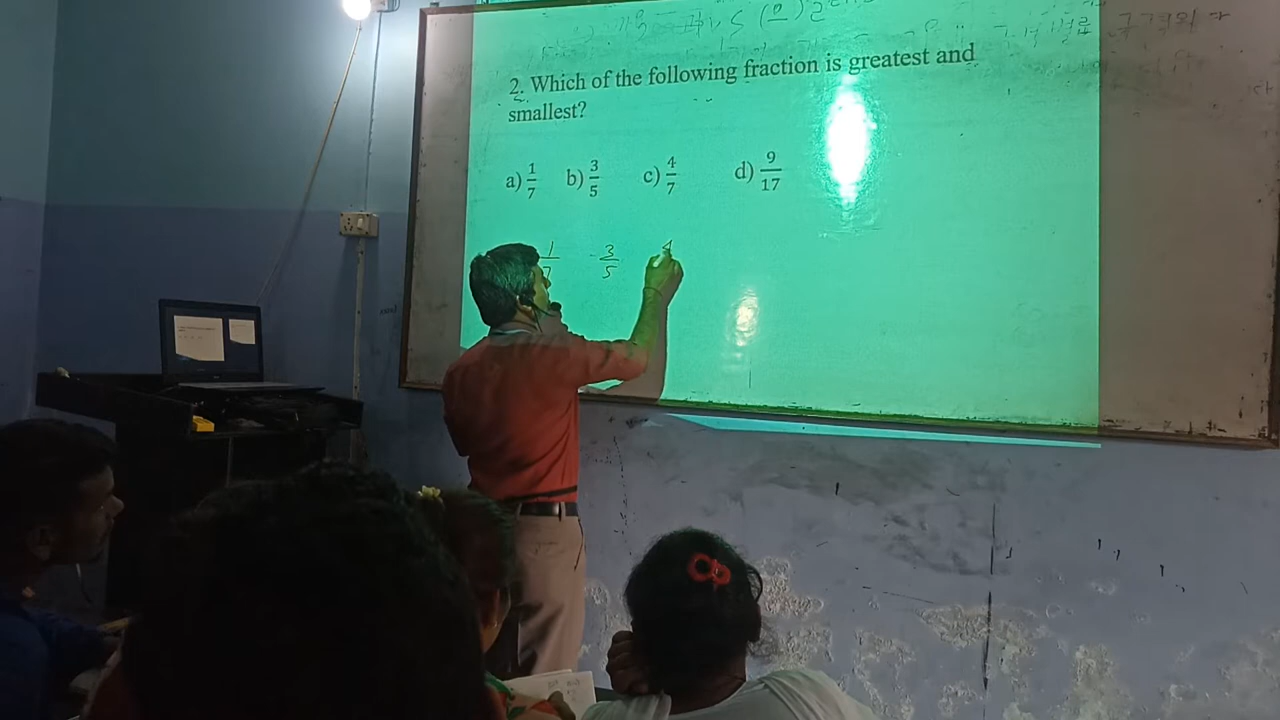 2. Which of the following fraction is greatest and
smallest?
a) 1/7 b) 3/5 c) 4/7 d) 9/17
1/7 3/5 4